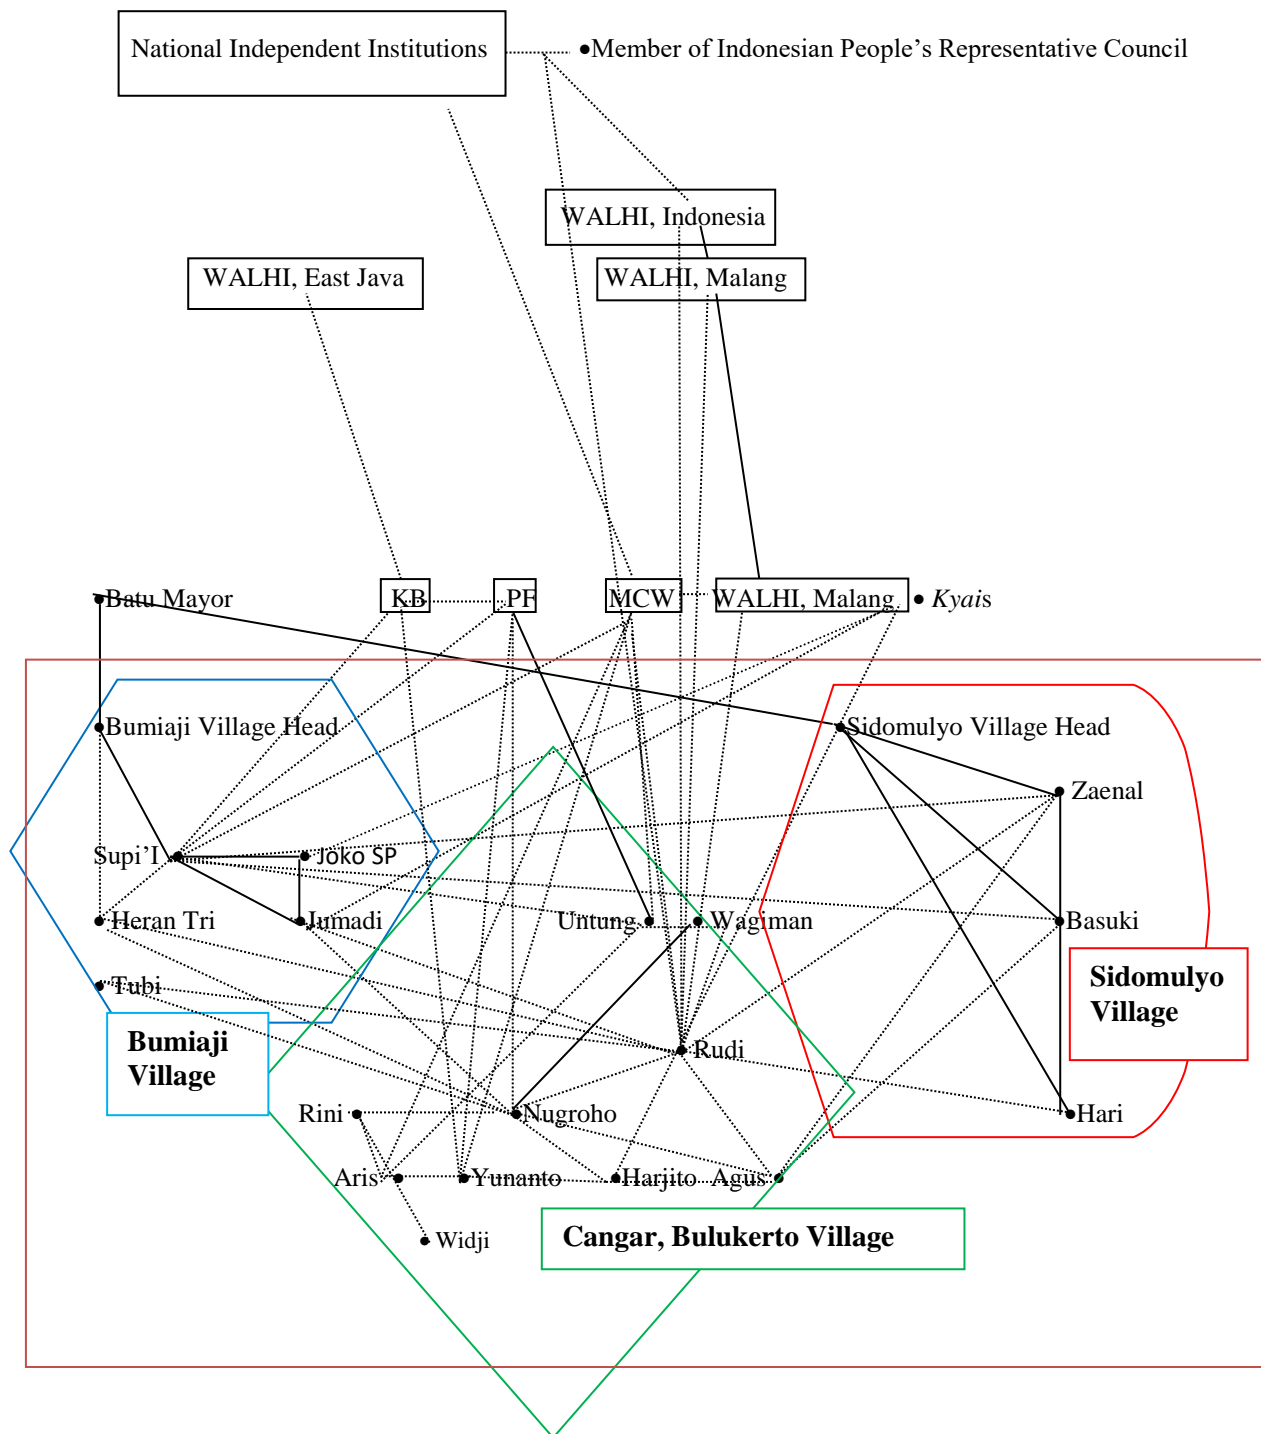 National Independent Institutions
Member of Indonesian People's Representative Council
WALHI, Indonesia
WALHI, East Java
WALHI, Malang
Batu Mayor
KB
PF
MCW
WALHI, Malang
Kyais
Bumiaji Village Head
Sidomulyo Village Head
Zaenal
Supi'I
Joko SP
Heran Tri
Jumadi
Untung
Wagiman
Basuki
Tubi
Sidomulyo
Village
Bumiaji
Village
Rudi
Rini
Nugroho
Hari
Aris
Yunanto
Harjito
Agus
Widji
Cangar, Bulukerto Village